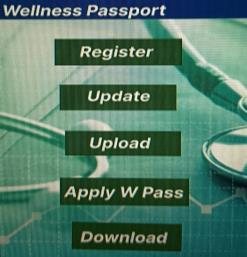 Wellness Passport
Register
Update
Upload
Apply W Pass
Download